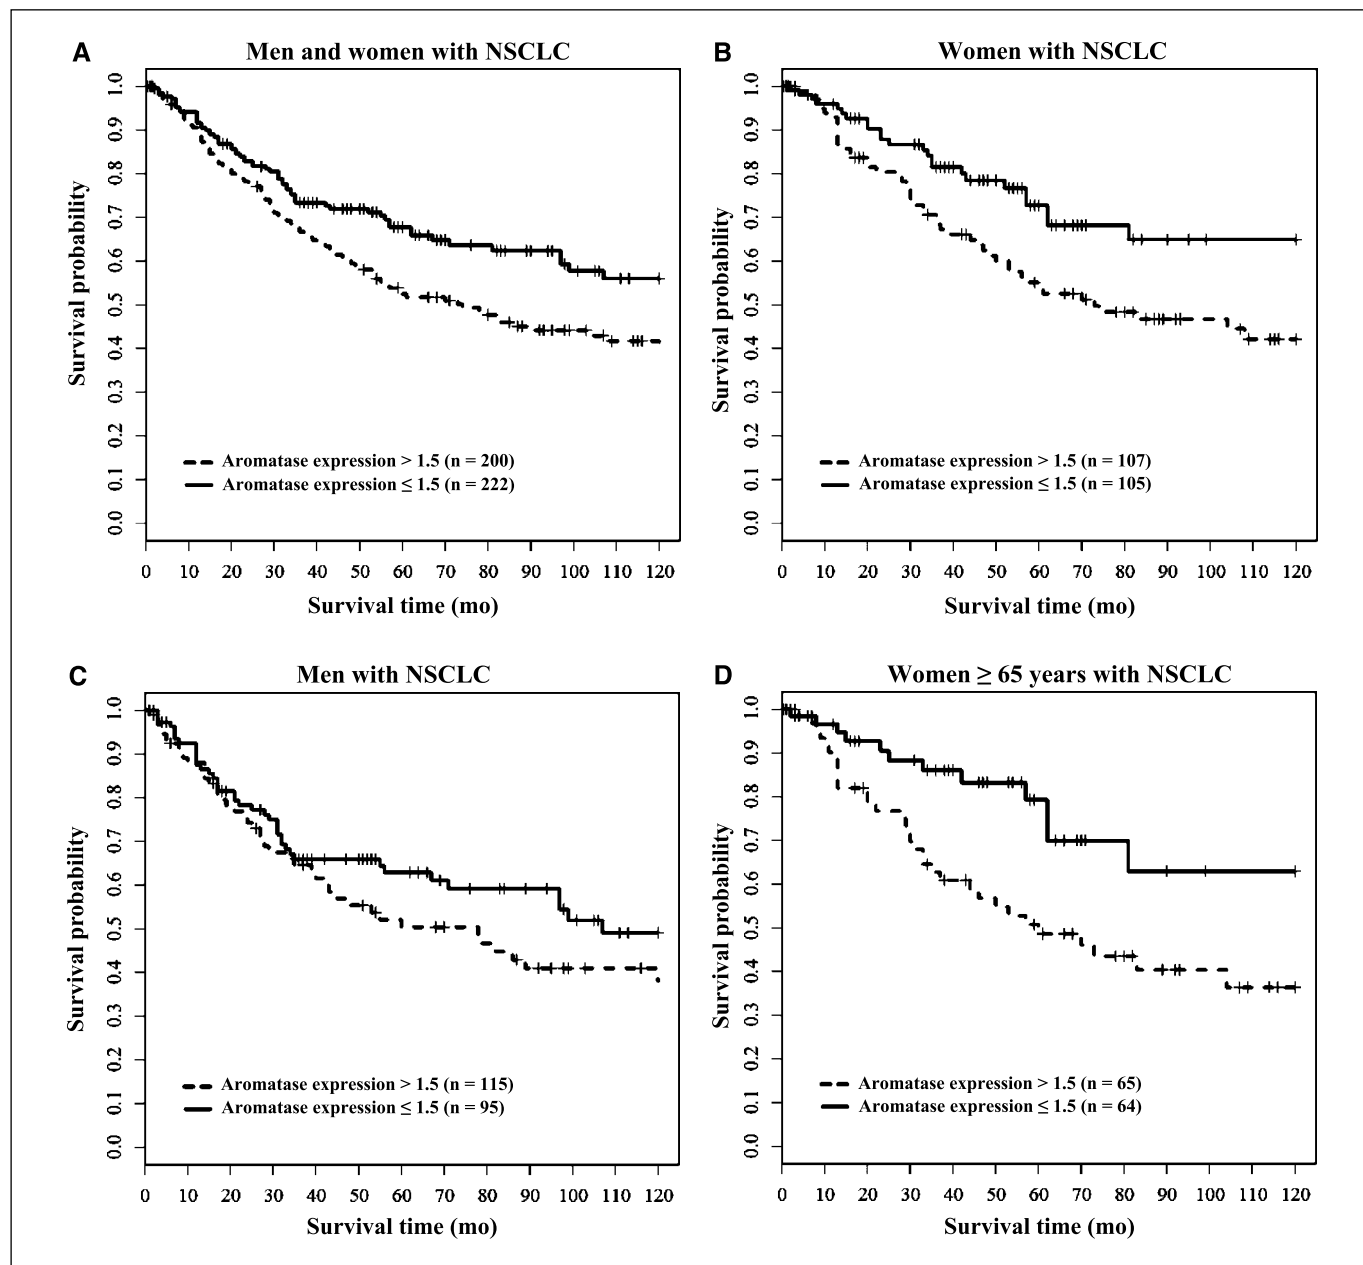 A
Men and women with NSCLC
Survival probability
1.0
0.9
0.8
0.7
0.6
0.5
0.4
0.3
0.2
0.1
0.0
Aromatase expression > 1.5 (n = 200)
Aromatase expression ≤ 1.5 (n = 222)
0 10 20 30 40 50 60 70 80 90 100 110 120
Survival time (mo)
B
Women with NSCLC
Survival probability
1.0
0.9
0.8
0.7
0.6
0.5
0.4
0.3
0.2
0.1
0.0
Aromatase expression > 1.5 (n = 107)
Aromatase expression ≤ 1.5 (n = 105)
0 10 20 30 40 50 60 70 80 90 100 110 120
Survival time (mo)
C
Men with NSCLC
Survival probability
1.0
0.9
0.8
0.7
0.6
0.5
0.4
0.3
0.2
0.1
0.0
Aromatase expression > 1.5 (n = 115)
Aromatase expression ≤ 1.5 (n = 95)
0 10 20 30 40 50 60 70 80 90 100 110 120
Survival time (mo)
D
Women ≥ 65 years with NSCLC
Survival probability
1.0
0.9
0.8
0.7
0.6
0.5
0.4
0.3
0.2
0.1
0.0
Aromatase expression > 1.5 (n = 65)
Aromatase expression ≤ 1.5 (n = 64)
0 10 20 30 40 50 60 70 80 90 100 110 120
Survival time (mo)